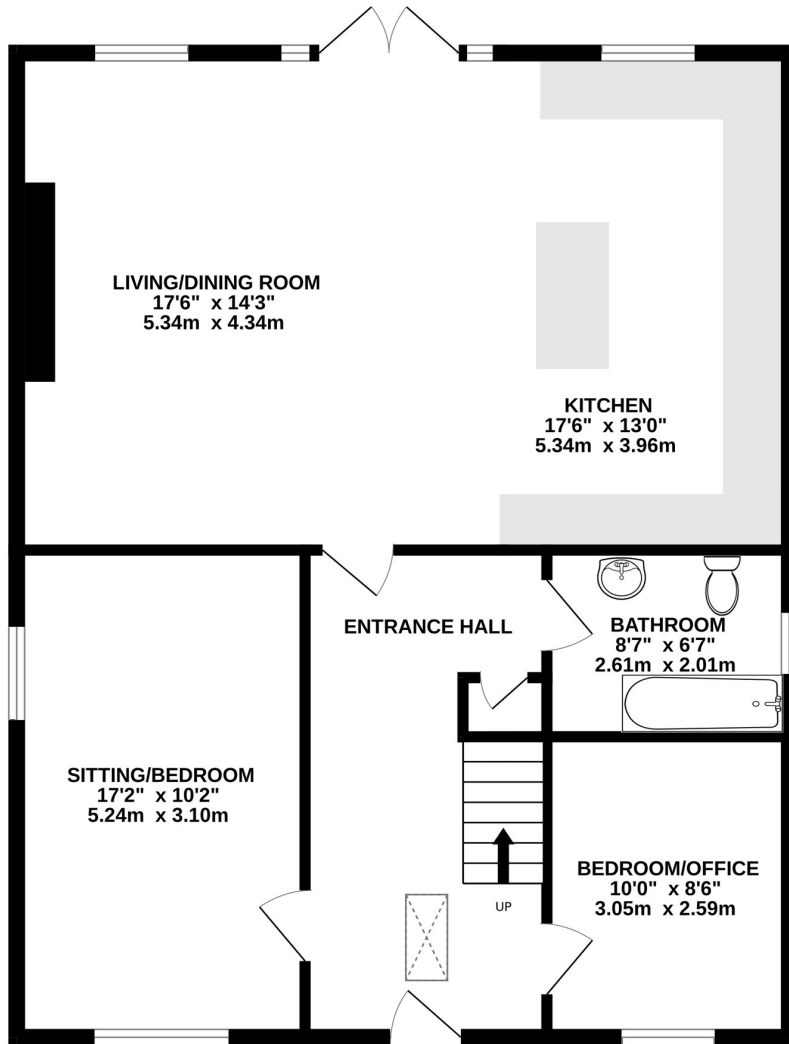 LIVING/DINING ROOM
17'6" x 14'3"
5.34m x 4.34m
KITCHEN
17'6" x 13'0"
5.34m x 3.96m
ENTRANCE HALL
BATHROOM
8'7" x 6'7"
2.61m x 2.01m
SITTING/BEDROOM
17'2" x 10'2"
5.24m x 3.10m
BEDROOM/OFFICE
10'0" x 8'6"
3.05m x 2.59m
UP